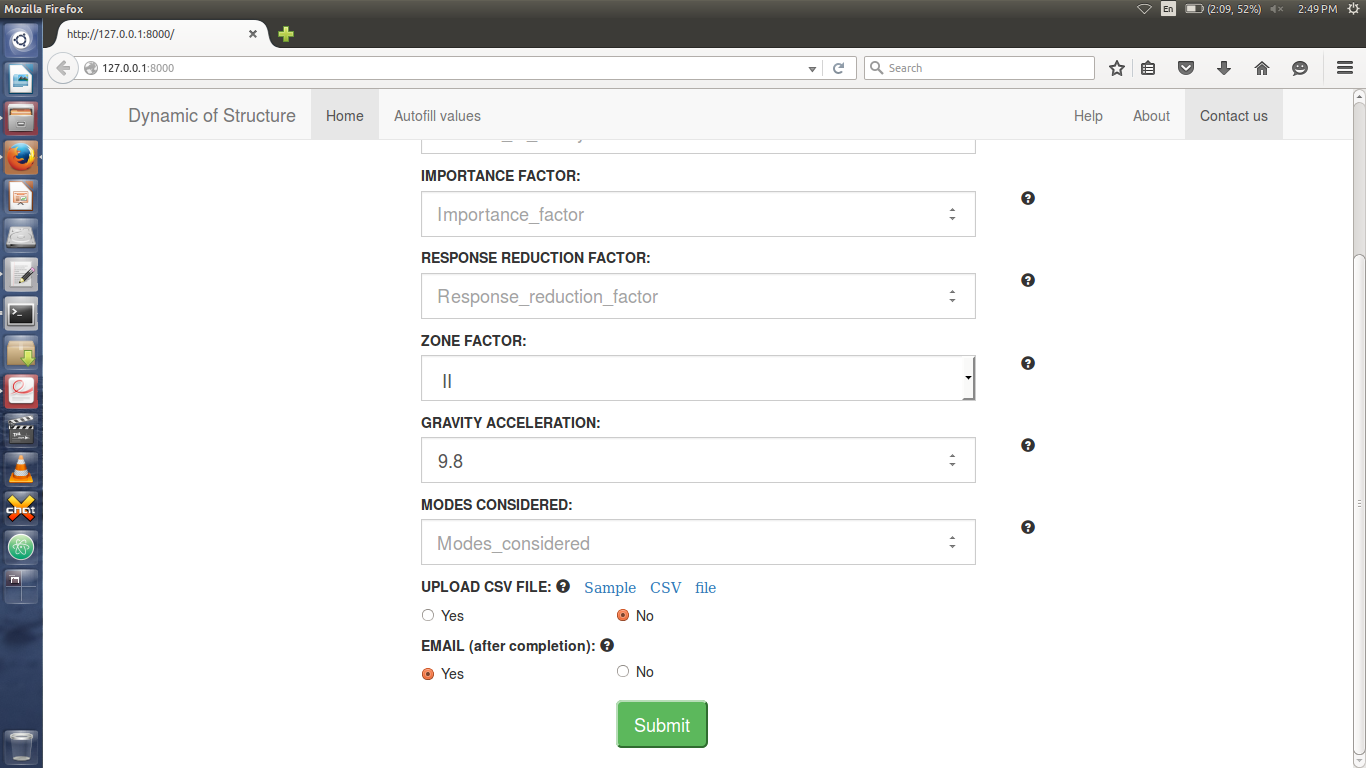 Mozilla Firefox
En (2:09, 52%) 2:49 PM
http://127.0.0.1:8000/
127.0.0.1:8000 Search
Dynamic of Structure Home Autofill values Help About Contact us
IMPORTANCE FACTOR:
Importance_factor
RESPONSE REDUCTION FACTOR:
Response_reduction_factor
ZONE FACTOR:
II
GRAVITY ACCELERATION:
9.8
MODES CONSIDERED:
Modes_considered
UPLOAD CSV FILE: Sample CSV file
Yes No
EMAIL (after completion):
Yes No
Submit